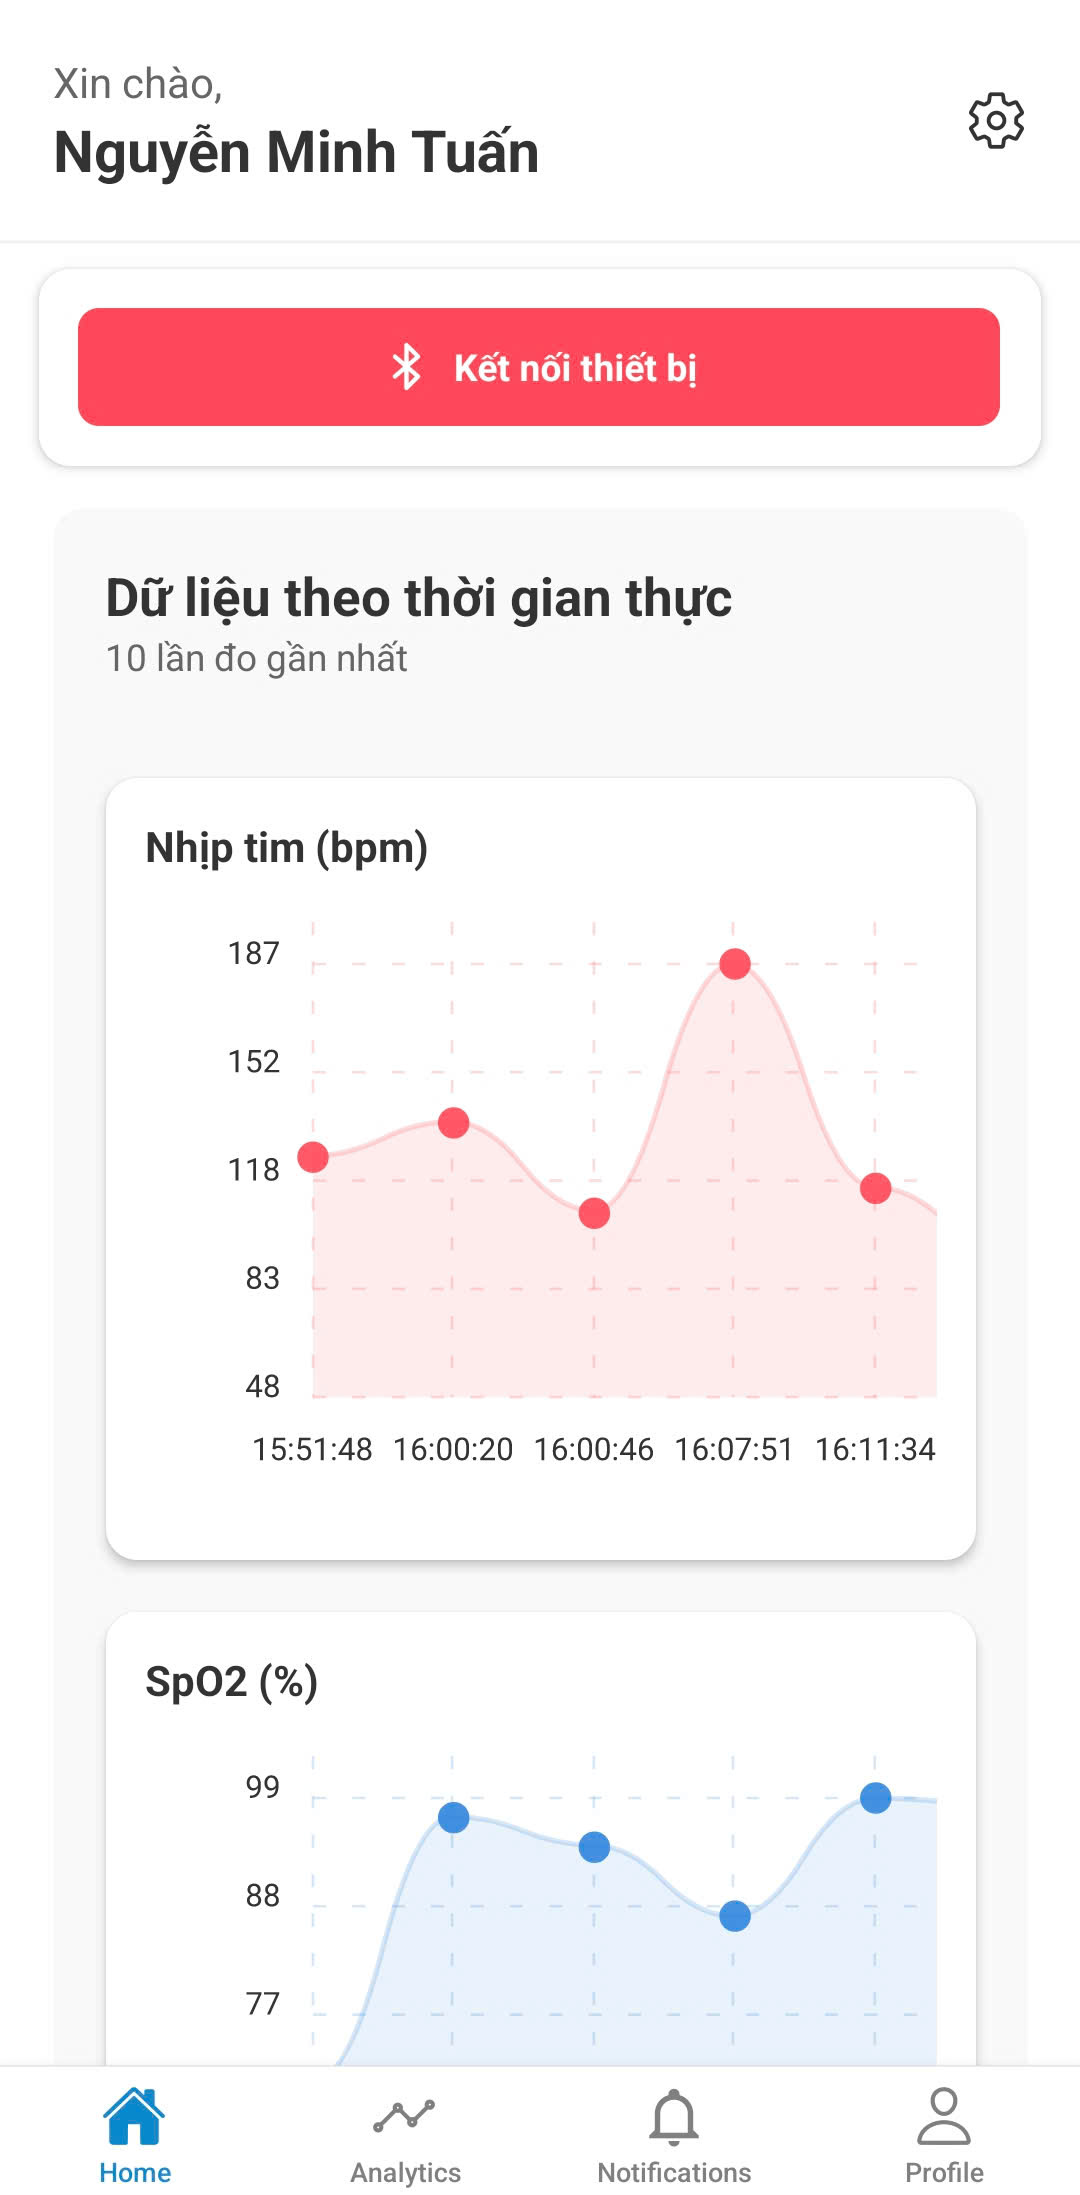 Xin chào,
Nguyễn Minh Tuấn
Kết nối thiết bị
Dữ liệu theo thời gian thực
10 lần đo gần nhất
Nhịp tim (bpm)
187
152
118
83
48
15:51:48 16:00:20 16:00:46 16:07:51 16:11:34
SpO2 (%)
99
88
77
Home Analytics Notifications Profile